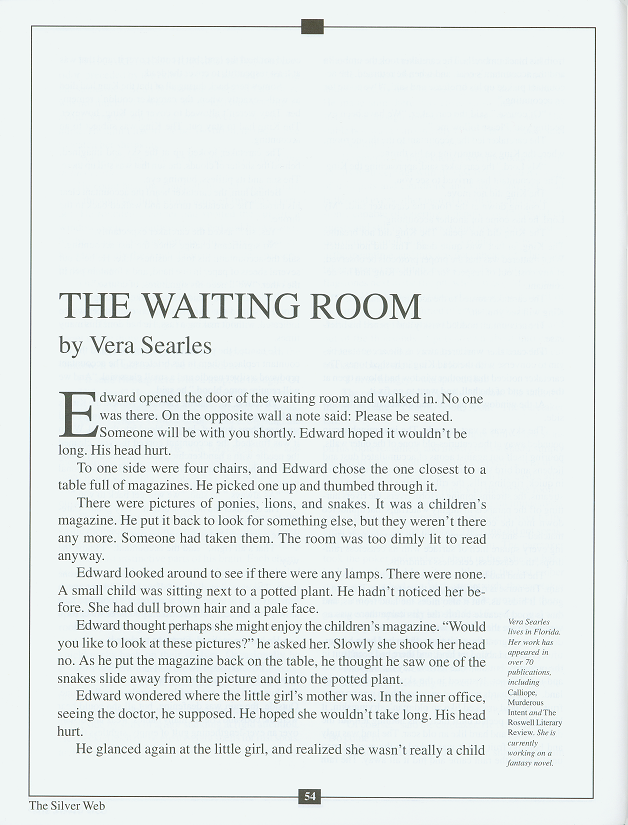 THE WAITING ROOM
by Vera Searles
Edward opened the door of the waiting room and walked in. No one
was there. On the opposite wall a note said: Please be seated.
Someone will be with you shortly. Edward hoped it wouldn't be
long. His head hurt.
To one side were four chairs, and Edward chose the one closest to a
table full of magazines. He picked one up and thumbed through it.
There were pictures of ponies, lions, and snakes. It was a children's
magazine. He put it back to look for something else, but they weren't there
any more. Someone had taken them. The room was too dimly lit to read
anyway.
Edward looked around to see if there were any lamps. There were none.
A small child was sitting next to a potted plant. He hadn't noticed her be-
fore. She had dull brown hair and a pale face.
Edward thought perhaps she might enjoy the children's magazine. “Would
you like to look at these pictures?” he asked her. Slowly she shook her head
no. As he put the magazine back on the table, he thought he saw one of the
snakes slide away from the picture and into the potted plant.
Edward wondered where the little girl's mother was. In the inner office,
seeing the doctor, he supposed. He hoped she wouldn't take long. His head
hurt.
He glanced again at the little girl, and realized she wasn't really a child
Vera Searles
lives in Florida.
Her work has
appeared in
over 70
publications,
including
Calliope,
Murderous
Intent and The
Roswell Literary
Review. She is
currently
working on a
fantasy novel.
54
The Silver Web